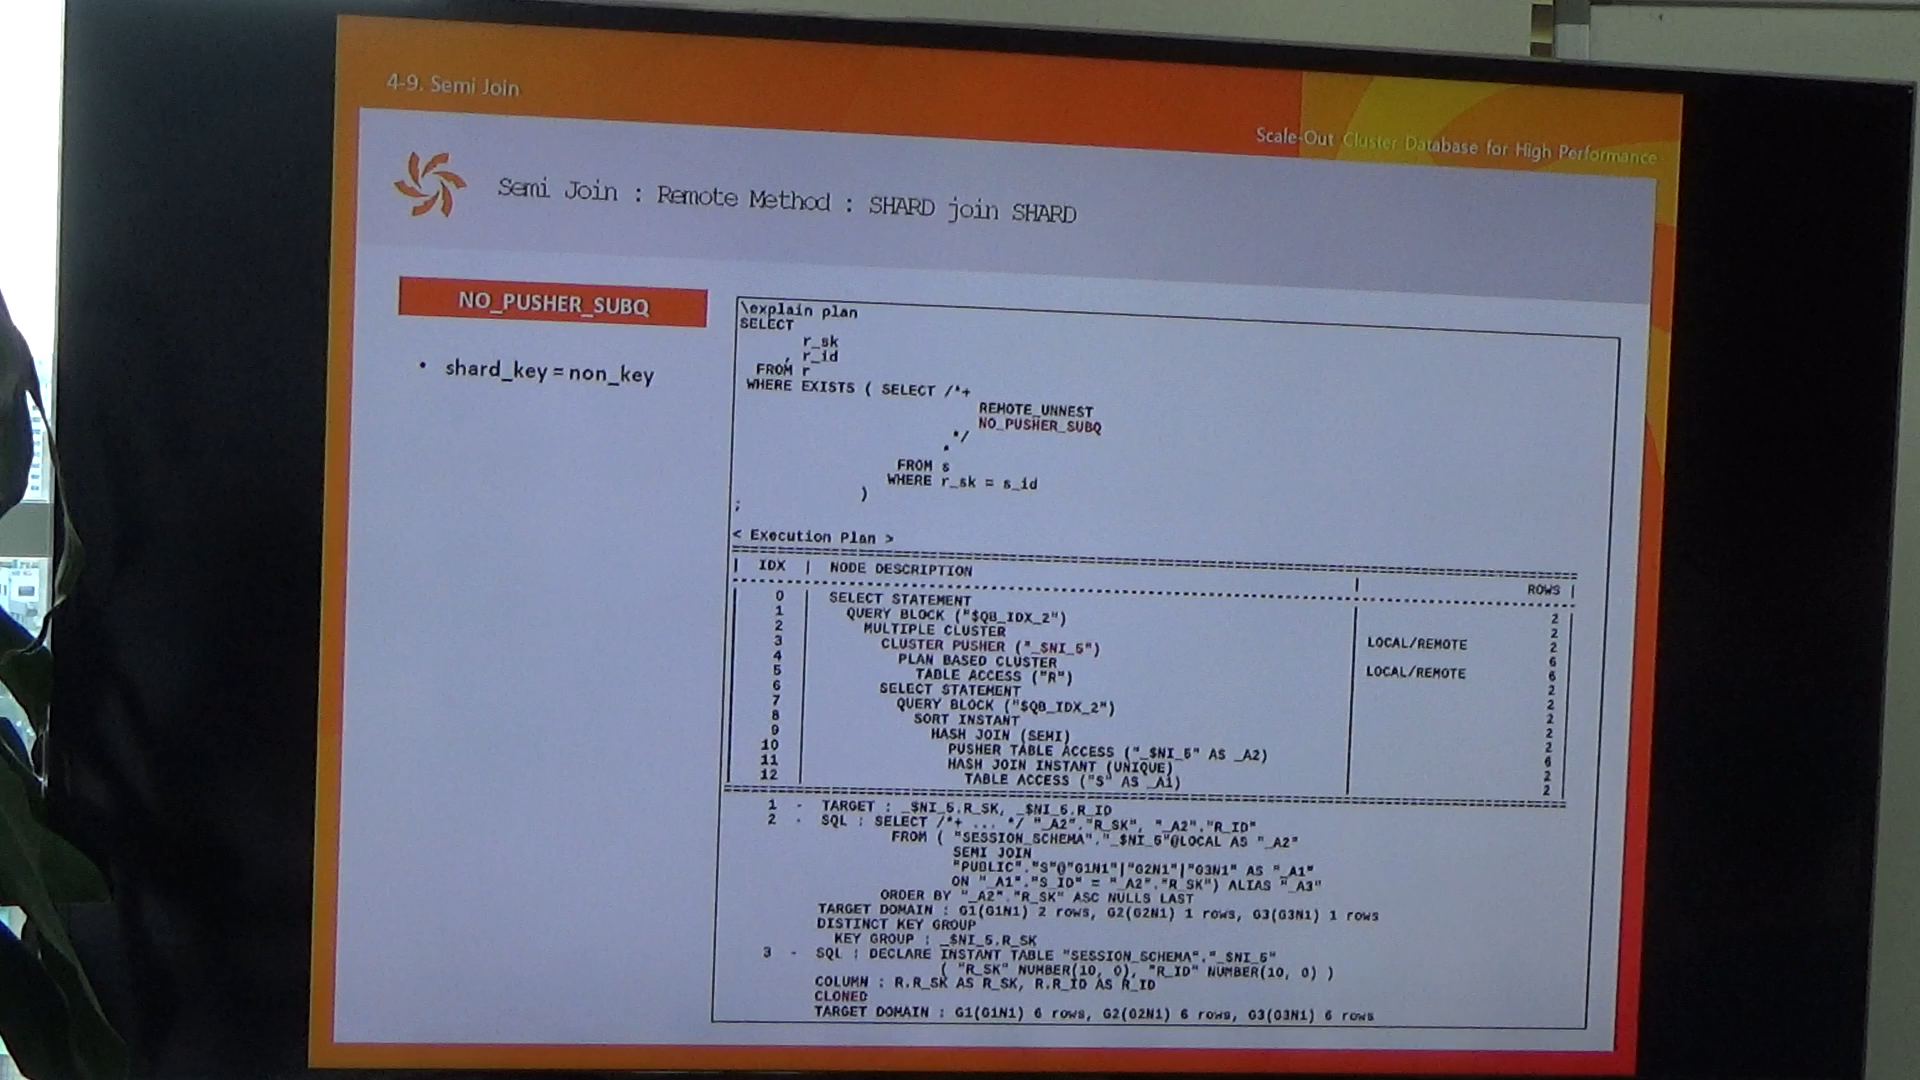 4-9. Semi Join
Scale-Out Cluster Database for High Performance
Semi Join : Remote Method : SHARD join SHARD
NO_PUSHER_SUBQ
• shard_key = non_key
\explain plan
SELECT
r_sk
, r_id
FROM r
WHERE EXISTS ( SELECT /*+
REMOTE_UNNEST
NO_PUSHER_SUBQ
*/
*
FROM s
WHERE r_sk = s_id
)
;
< Execution Plan >
| IDX | NODE DESCRIPTION | ROWS |
0 | SELECT STATEMENT | 2
1 | QUERY BLOCK ("$QB_IDX_2") | 2
2 | MULTIPLE CLUSTER | LOCAL/REMOTE 2
3 | CLUSTER PUSHER ("_$NI_5") | 6
4 | PLAN BASED CLUSTER | LOCAL/REMOTE 6
5 | TABLE ACCESS ("R") | 2
6 | SELECT STATEMENT | 2
7 | QUERY BLOCK ("$QB_IDX_2") | 2
8 | SORT INSTANT | 2
9 | HASH JOIN (SEMI) | 2
10 | PUSHER TABLE ACCESS ("_$NI_5" AS _A2) | 6
11 | HASH JOIN INSTANT (UNIQUE) | 2
12 | TABLE ACCESS ("S" AS _A1) | 2
1 - TARGET : _$NI_5.R_SK, _$NI_5.R_ID
2 - SQL : SELECT /*+ ... */ "_A2"."R_SK", "_A2"."R_ID"
FROM ( "SESSION_SCHEMA"."_$NI_5"@LOCAL AS "_A2"
SEMI JOIN
"PUBLIC"."S"@"G1N1"|"G2N1"|"G3N1" AS "_A1"
ON "_A1"."S_ID" = "_A2"."R_SK") ALIAS "_A3"
ORDER BY "_A2"."R_SK" ASC NULLS LAST
TARGET DOMAIN : G1(G1N1) 2 rows, G2(G2N1) 1 rows, G3(G3N1) 1 rows
DISTINCT KEY GROUP
KEY GROUP : _$NI_5.R_SK
3 - SQL : DECLARE INSTANT TABLE "SESSION_SCHEMA"."_$NI_5"
( "R_SK" NUMBER(10, 0), "R_ID" NUMBER(10, 0) )
COLUMN : R.R_SK AS R_SK, R.R_ID AS R_ID
CLONED
TARGET DOMAIN : G1(G1N1) 6 rows, G2(G2N1) 6 rows, G3(G3N1) 6 rows